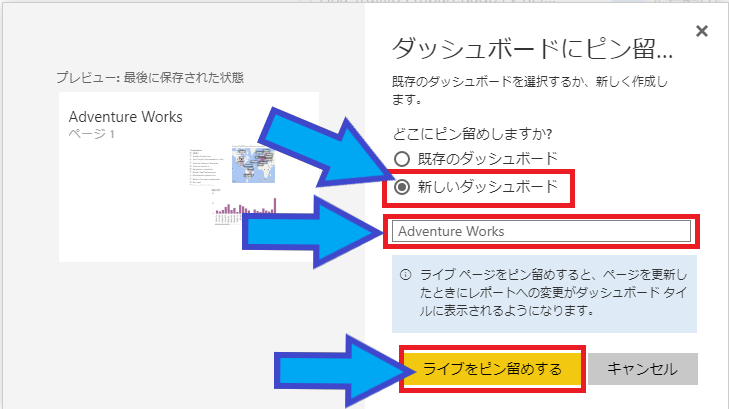 ダッシュボードにピン留...
プレビュー: 最後に保存された状態
既存のダッシュボードを選択するか、新しく作成し
ます。
Adventure Works
ページ 1
どこにピン留めしますか?
既存のダッシュボード
新しいダッシュボード
Adventure Works
ライブ ページをピン留めすると、ページを更新し
たときにレポートへの変更がダッシュボード タイ
ルに表示されるようになります。
ライブをピン留めする
キャンセル